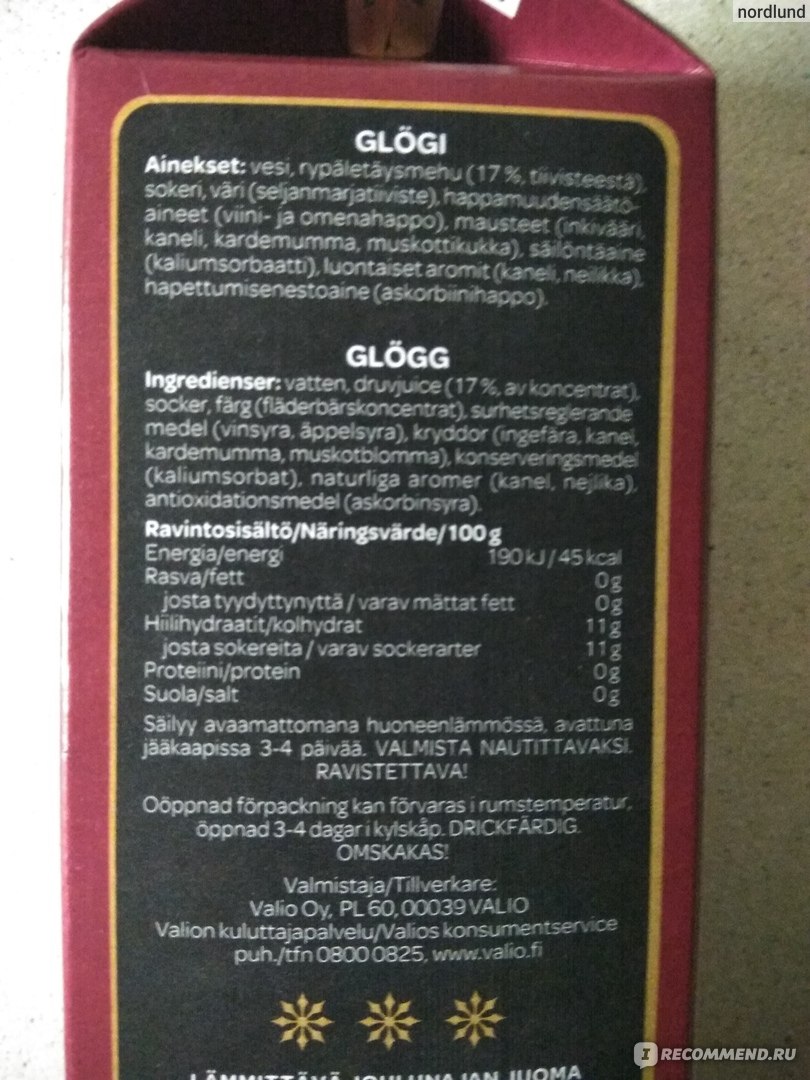 nordlund
GLÖGI
Ainekset: vesi, rypäletäysmehu (17 %, tiivisteestä),
sokeri, väri (seljanmarjatiiviste), happamuudensäätö-
aineet (viini- ja omenahappo), mausteet (inkivääri,
kaneli, kardemumma, muskottikukka), säilöntäaine
(kaliumsorbaatti), luontaiset aromit (kaneli, neilikka),
hapettumisenestoaine (askorbiinihappo).
GLÖGG
Ingredienser: vatten, druvjuice (17 %, av koncentrat),
socker, färg (fläderbärskoncentrat), surhetsreglerande
medel (vinsyra, äppelsyra), kryddor (ingefära, kanel,
kardemumma, muskotblomma), konserveringsmedel
(kaliumsorbat), naturliga aromer (kanel, nejlika),
antioxidationsmedel (askorbinsyra).
Ravintosisältö/Näringsvärde/100 g
Energia/energi 190 kJ / 45 kcal
Rasva/fett 0 g
josta tyydyttynyttä / varav mättat fett 0 g
Hiilihydraatit/kolhydrat 11 g
josta sokereita / varav sockerarter 11 g
Proteiini/protein 0 g
Suola/salt 0 g
Säilyy avaamattomana huoneenlämmössä, avattuna
jääkaapissa 3-4 päivää. VALMISTA NAUTITTAVAKSI.
RAVISTETTAVA!
Oöppnad förpackning kan förvaras i rumstemperatur,
öppnad 3-4 dagar i kylskåp. DRICKFÄRDIG.
OMSKAKAS!
Valmistaja/Tillverkare:
Valio Oy, PL 60, 00039 VALIO
Valion kuluttajapalvelu/Valios konsumentservice
puh./tfn 0800 0825, www.valio.fi
LÄMMITTÄVÄ JOULUNAJAN JUOMA
I RECOMMEND.RU